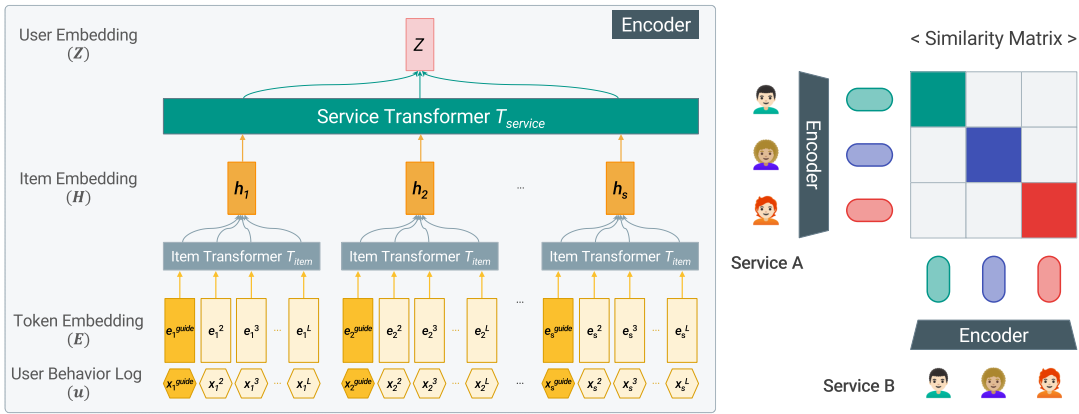 User Embedding
(Z)
Z
Encoder
Service Transformer T_service
Item Embedding
(H)
h_1 h_2 ... h_s
Item Transformer T_item Item Transformer T_item Item Transformer T_item
Token Embedding
(E)
e_1^guide e_1^2 e_1^3 ... e_1^L e_2^guide e_2^2 e_2^3 ... e_2^L ... e_s^guide e_s^2 e_s^3 ... e_s^L
User Behavior Log
(u)
x_1^guide x_1^2 x_1^3 ... x_1^L x_2^guide x_2^2 x_2^3 ... x_2^L ... x_s^guide x_s^2 x_s^3 ... x_s^L
< Similarity Matrix >
Encoder
Service A
Encoder
Service B